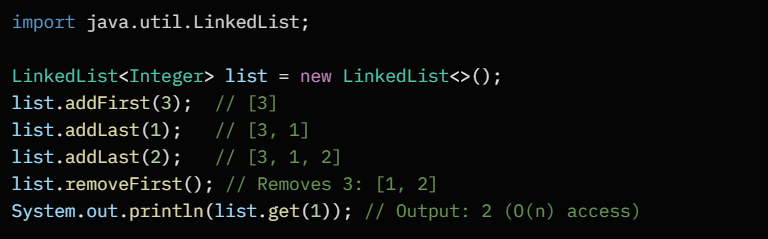 import java.util.LinkedList;
LinkedList<Integer> list = new LinkedList<>();
list.addFirst(3);  // [3]
list.addLast(1);   // [3, 1]
list.addLast(2);   // [3, 1, 2]
list.removeFirst(); // Removes 3: [1, 2]
System.out.println(list.get(1)); // Output: 2 (O(n) access)